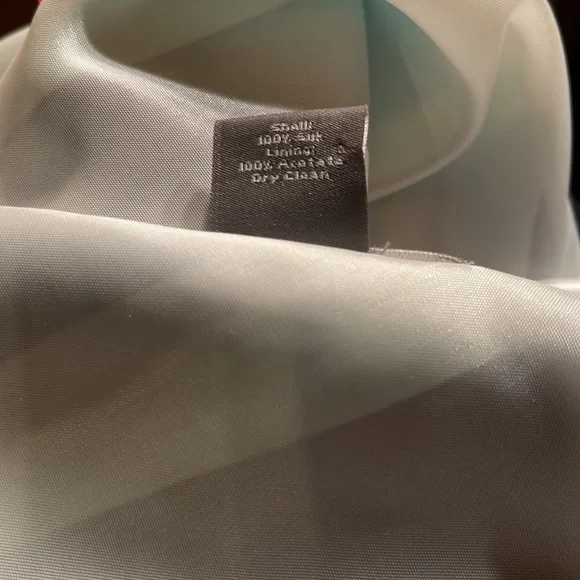 Shell:
100% Silk
Lining:
100% Acetate
Dry Clean